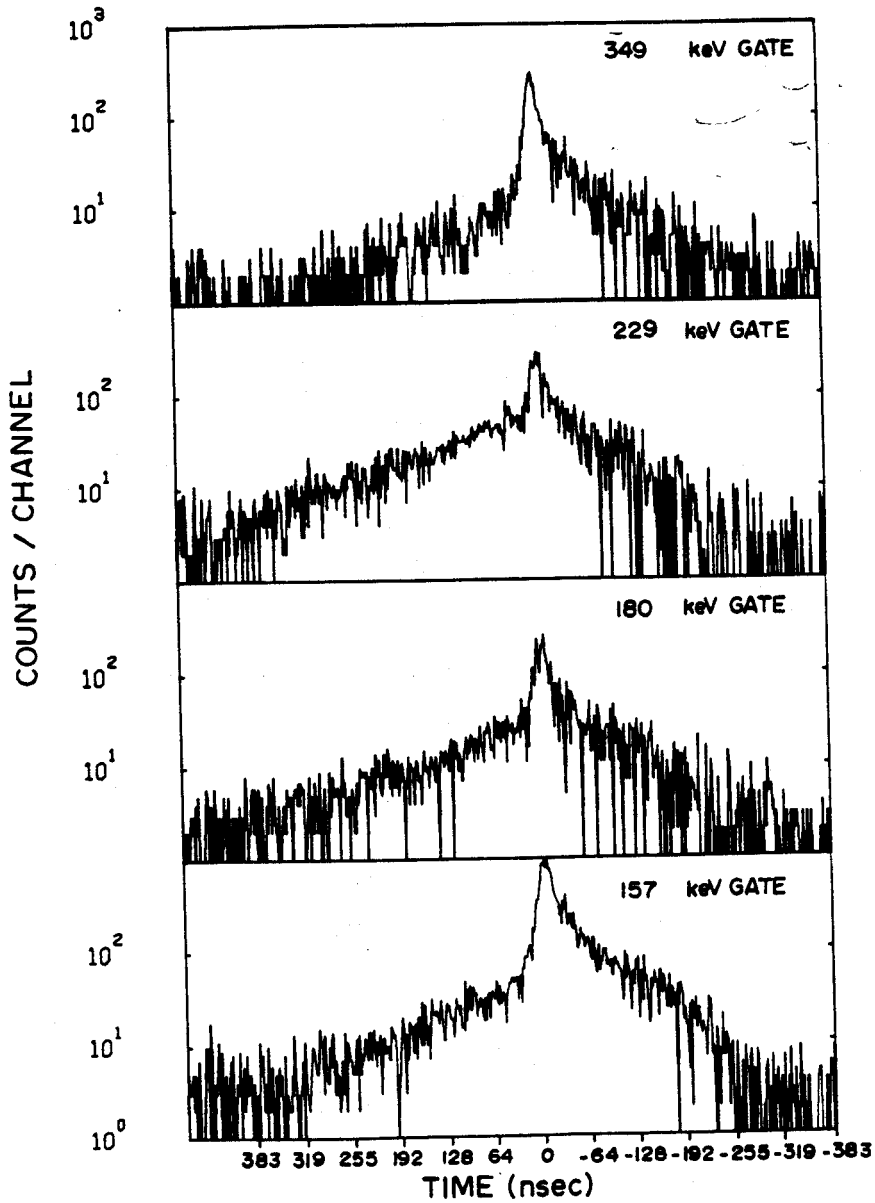 10³
349 keV GATE
10²
10¹
229 keV GATE
10²
10¹
COUNTS / CHANNEL
180 keV GATE
10²
10¹
157 keV GATE
10²
10¹
10⁰
383 319 255 192 128 64 0 -64 -128 -192 -255 -319 -383
TIME (nsec)